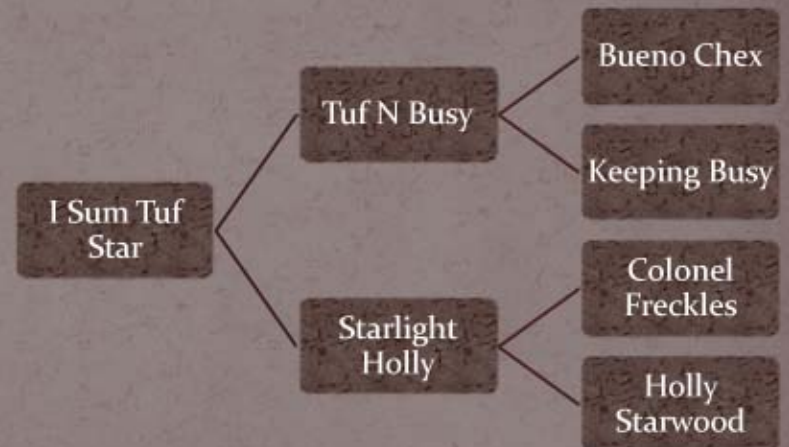 I Sum Tuf
Star
Tuf N Busy
Starlight
Holly
Bueno Chex
Keeping Busy
Colonel
Freckles
Holly
Starwood